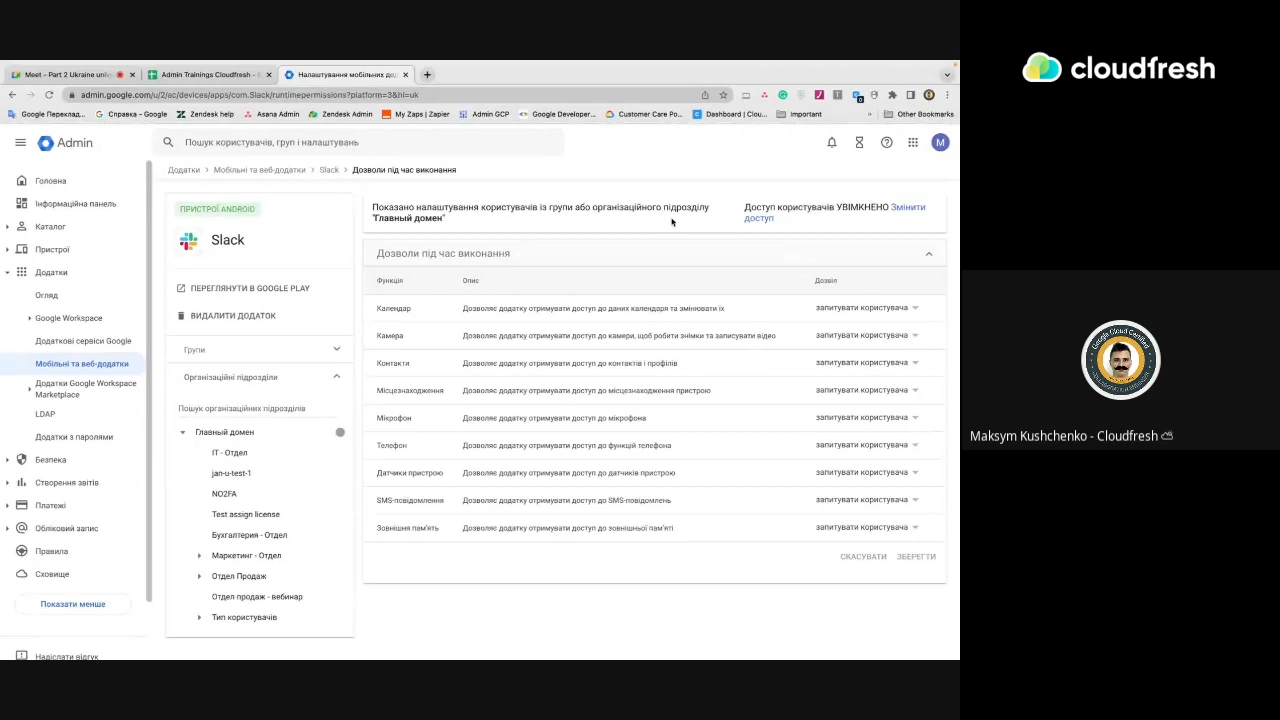 cloudfresh
Meet - Part 2 Ukraine univ
Admin Trainings Cloudfresh -
Налаштування мобільних до
admin.google.com/u/2/ac/devices/apps/com.Slack/runtimepermissions?platform=3&hl=uk
Google Переклад...
Справка - Google
Zendesk help
Asana Admin
Zendesk Admin
My Zaps | Zapier
Admin GCP
Google Developer...
Customer Care Po...
Dashboard | Clou...
Important
»
Other Bookmarks
Admin
Пошук користувачів, груп і налаштувань
M
Додатки > Мобільні та веб-додатки > Slack > Дозволи під час виконання
Головна
Інформаційна панель
Каталог
Пристрої
Додатки
Огляд
Google Workspace
Додаткові сервіси Google
Мобільні та веб-додатки
Додатки Google Workspace
Marketplace
LDAP
Додатки з паролями
Безпека
Створення звітів
Платежі
Обліковий запис
Правила
Сховище
Показати менше
Надіслати відгук
ПРИСТРОЇ ANDROID
Slack
ПЕРЕГЛЯНУТИ В GOOGLE PLAY
ВИДАЛИТИ ДОДАТОК
Групи
Організаційні підрозділи
Пошук організаційних підрозділів
Главный домен
IT - Отдел
jan-u-test-1
NO2FA
Test assign license
Бухгалтерия - Отдел
Маркетинг - Отдел
Отдел Продаж
Отдел продаж - вебинар
Тип користувачів
Показано налаштування користувачів із групи або організаційного підрозділу
"Главный домен"
Доступ користувачів УВІМКНЕНО Змінити
доступ
Дозволи під час виконання
Функція Опис Дозвіл
Календар Дозволяє додатку отримувати доступ до даних календаря та змінювати їх запитувати користувача
Камера Дозволяє додатку отримувати доступ до камери, щоб робити знімки та записувати відео запитувати користувача
Контакти Дозволяє додатку отримувати доступ до контактів і профілів запитувати користувача
Місцезнаходження Дозволяє додатку отримувати доступ до місцезнаходження пристрою запитувати користувача
Мікрофон Дозволяє додатку отримувати доступ до мікрофона запитувати користувача
Телефон Дозволяє додатку отримувати доступ до функцій телефона запитувати користувача
Датчики пристрою Дозволяє додатку отримувати доступ до датчиків пристрою запитувати користувача
SMS-повідомлення Дозволяє додатку отримувати доступ до SMS-повідомлень запитувати користувача
Зовнішня пам'ять Дозволяє додатку отримувати доступ до зовнішньої пам'яті запитувати користувача
СКАСУВАТИ ЗБЕРЕГТИ
Google Cloud Certified
Maksym Kushchenko - Cloudfresh